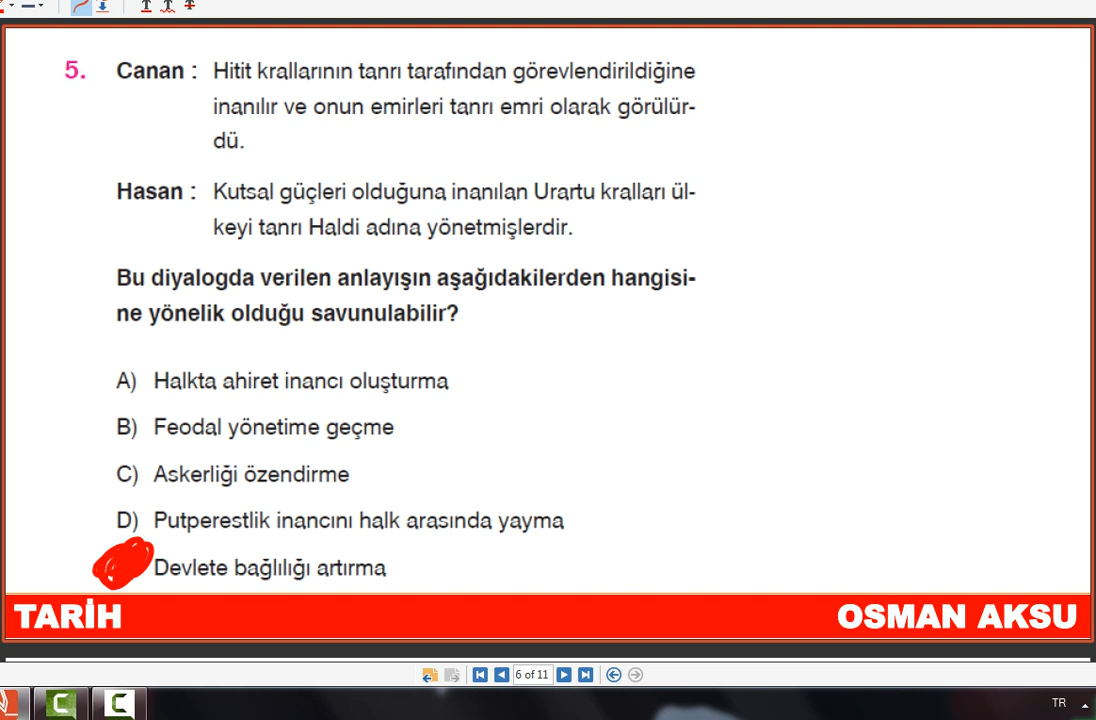 5. Canan : Hitit krallarının tanrı tarafından görevlendirildiğine
inanılır ve onun emirleri tanrı emri olarak görülür-
dü.
Hasan : Kutsal güçleri olduğuna inanılan Urartu kralları ül-
keyi tanrı Haldi adına yönetmişlerdir.
Bu diyalogda verilen anlayışın aşağıdakilerden hangisi-
ne yönelik olduğu savunulabilir?
A) Halkta ahiret inancı oluşturma
B) Feodal yönetime geçme
C) Askerliği özendirme
D) Putperestlik inancını halk arasında yayma
Devlete bağlılığı artırma
TARİH OSMAN AKSU
6 of 11
TR